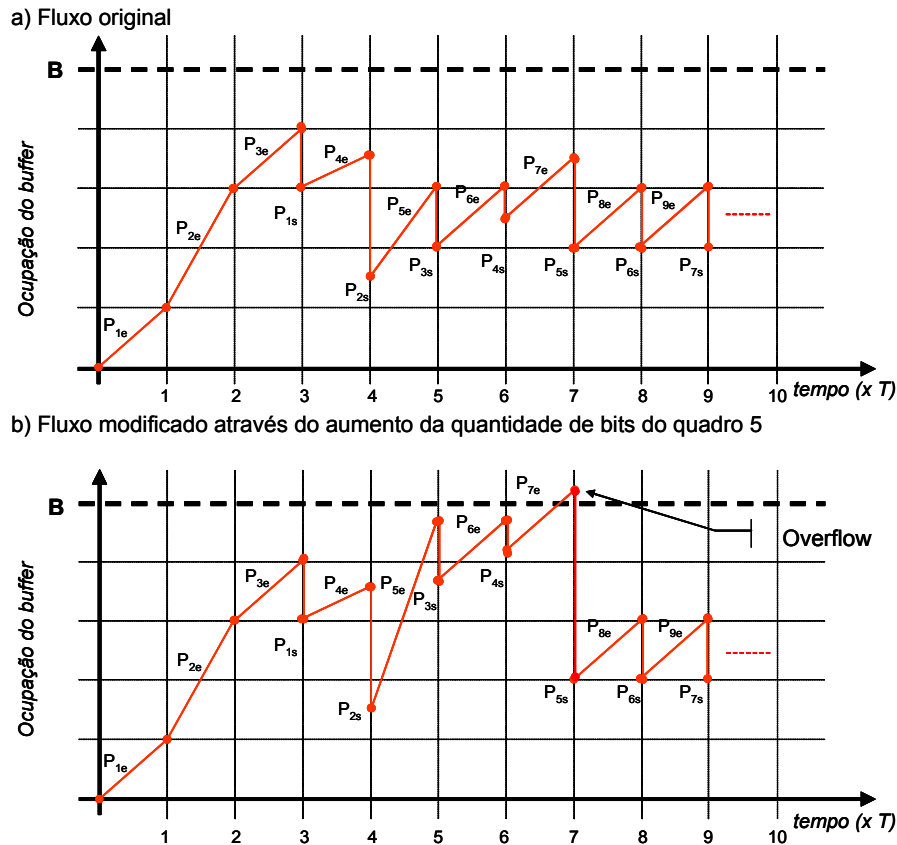 a) Fluxo original
B
Ocupação do buffer
P1e
P2e
P3e
P1s
P4e
P2s
P5e
P3s
P6e
P4s
P7e
P5s
P8e
P6s
P9e
P7s
1 2 3 4 5 6 7 8 9 10
tempo (x T)
b) Fluxo modificado através do aumento da quantidade de bits do quadro 5
B
Ocupação do buffer
P1e
P2e
P3e
P1s
P4e
P2s
P5e
P3s
P6e
P4s
P7e
Overflow
P5s
P8e
P6s
P9e
P7s
1 2 3 4 5 6 7 8 9 10
tempo (x T)